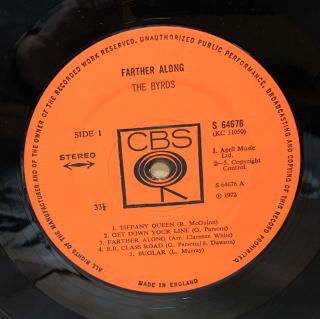 ALL RIGHTS OF THE MANUFACTURER AND OF THE OWNER OF THE RECORDED WORK RESERVED. UNAUTHORIZED PUBLIC PERFORMANCE, BROADCASTING AND COPYING OF THIS RECORD PROHIBITED
FARTHER ALONG
THE BYRDS
SIDE 1
STEREO
33⅓
CBS
S 64676
(KC 31050)
1. April Music
Ltd.
2—5. Copyright
Control
S 64676 A
℗ 1972
1. TIFFANY QUEEN (R. McGuinn)
2. GET DOWN YOUR LINE (G. Parsons)
3. FARTHER ALONG (Arr. Clarence White)
4. B.B. CLASS ROAD (G. Parsons/S. Dawson)
5. BUGLAR (L. Murray)
MADE IN ENGLAND